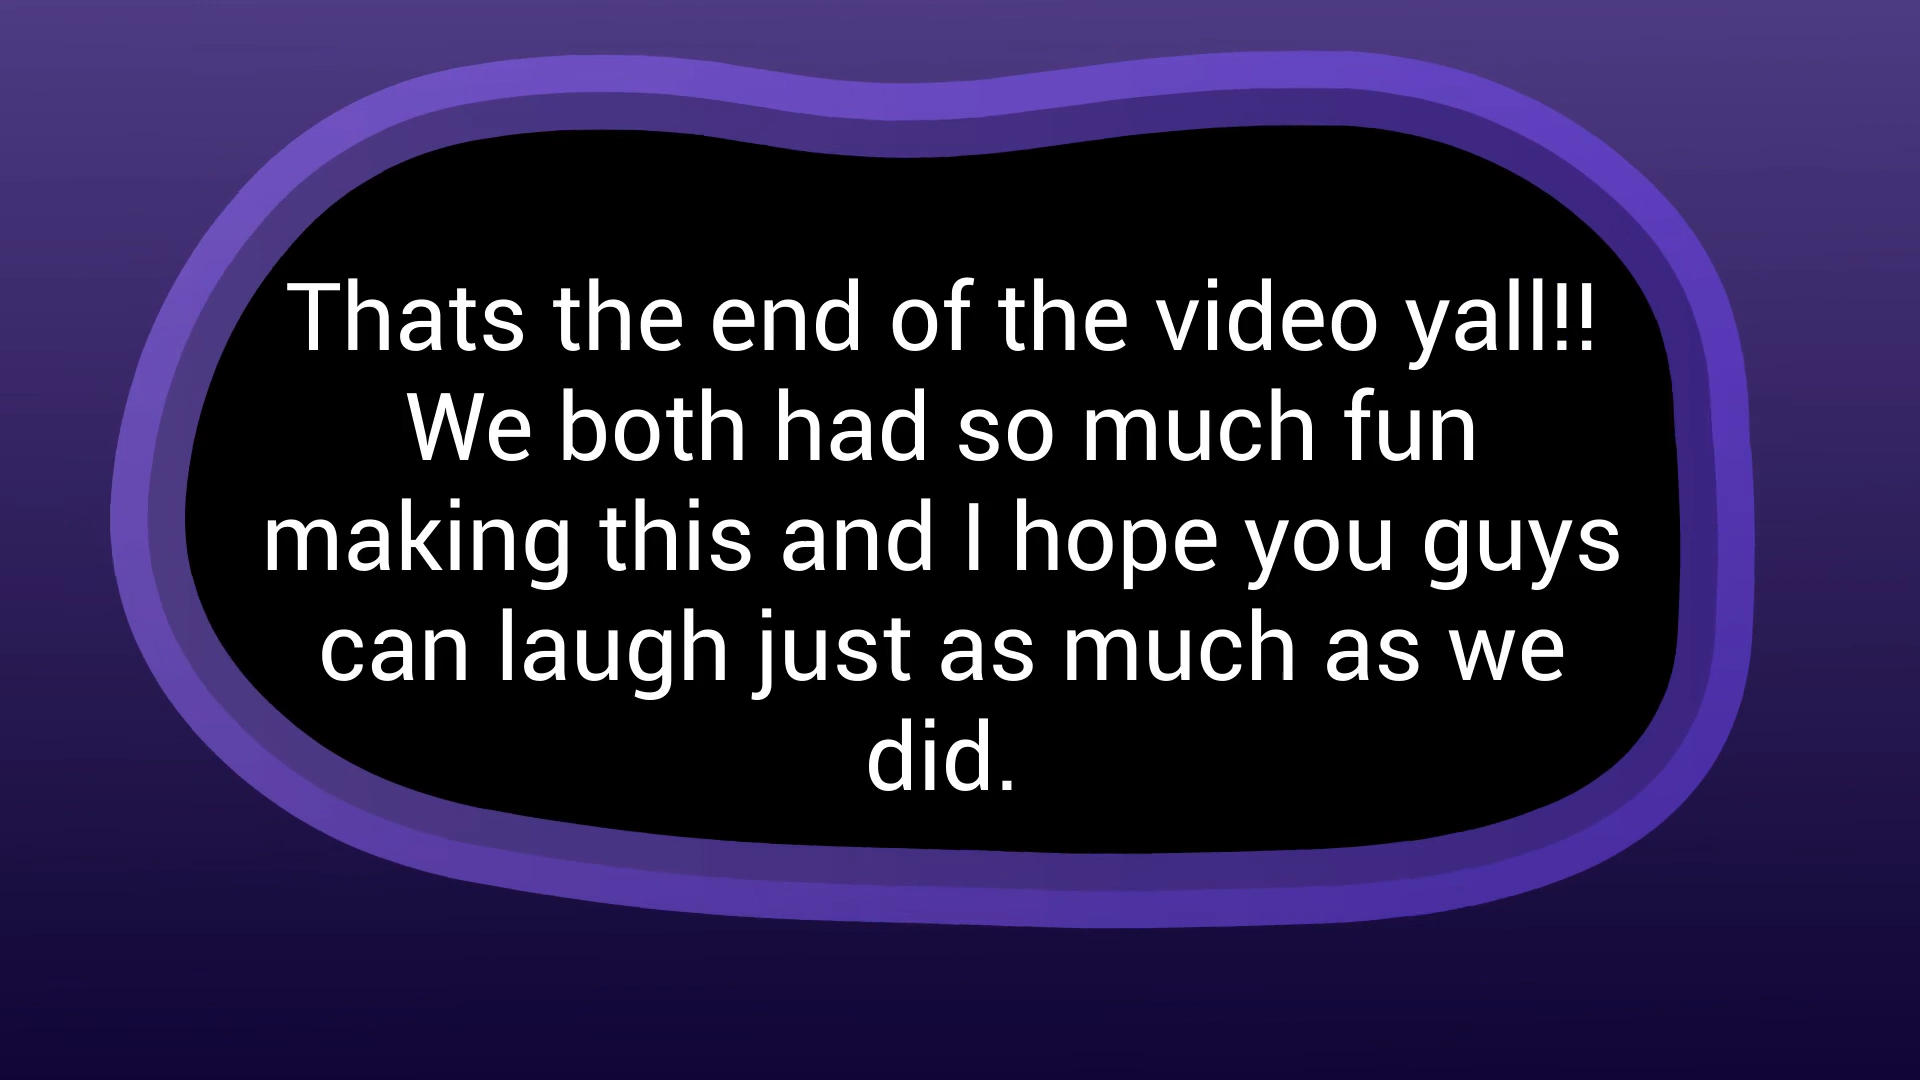 Thats the end of the video yall!!
We both had so much fun
making this and I hope you guys
can laugh just as much as we
did.